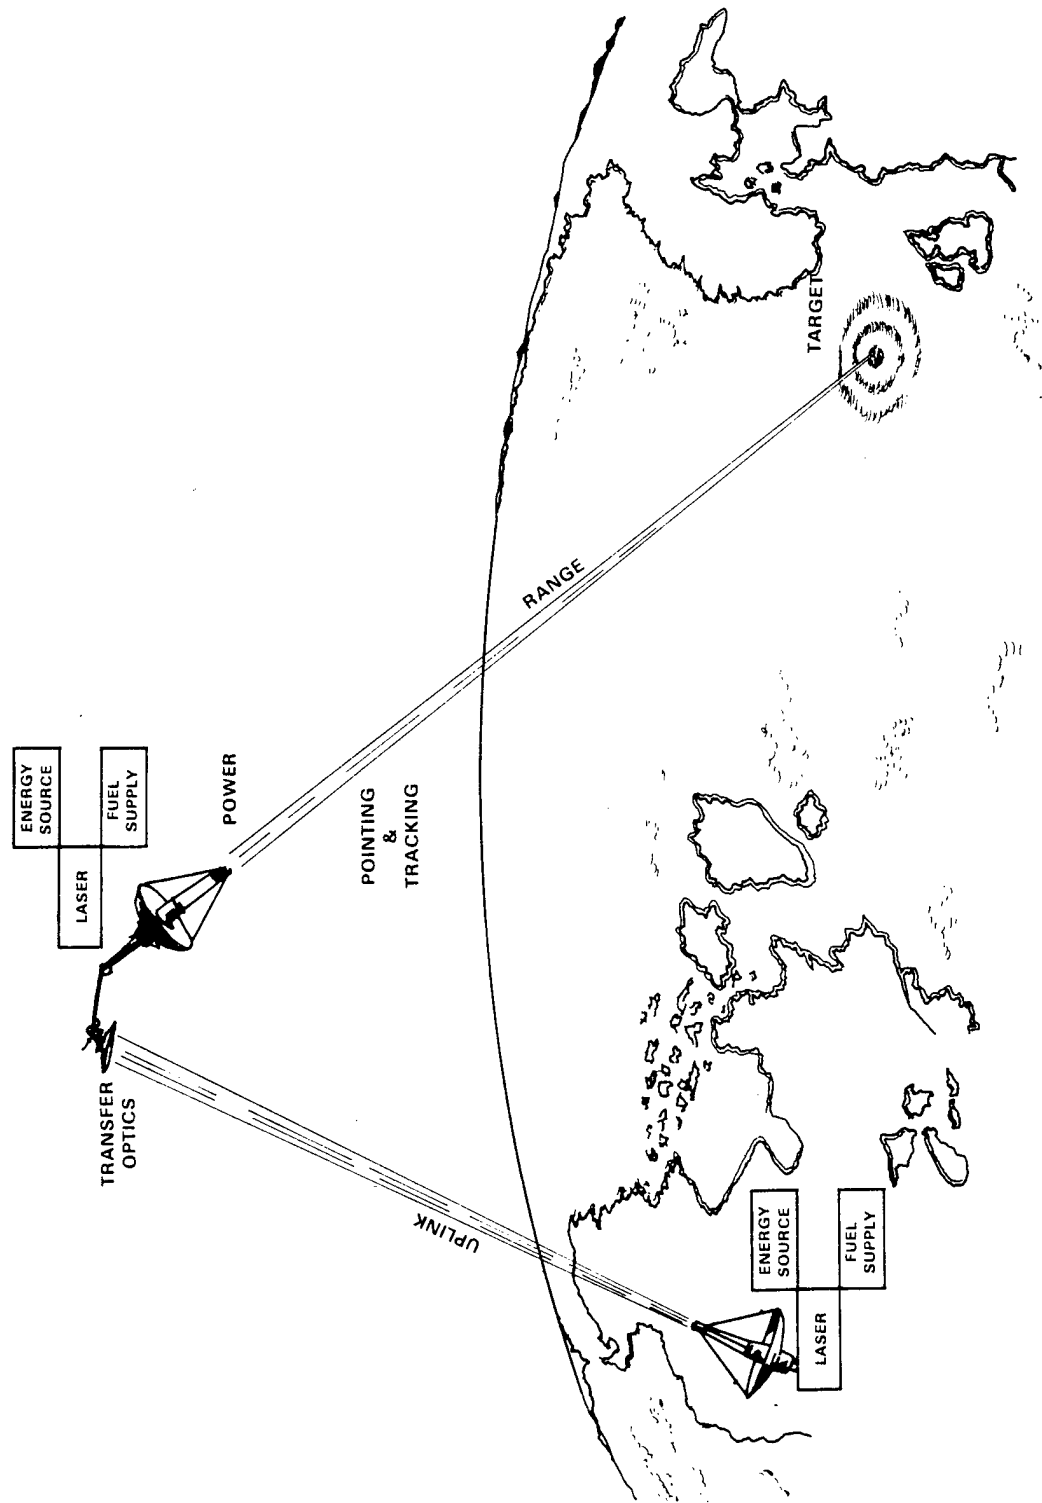 ENERGY
SOURCE
LASER
FUEL
SUPPLY
POWER
TRANSFER
OPTICS
POINTING
&
TRACKING
UPLINK
RANGE
TARGET
ENERGY
SOURCE
LASER
FUEL
SUPPLY